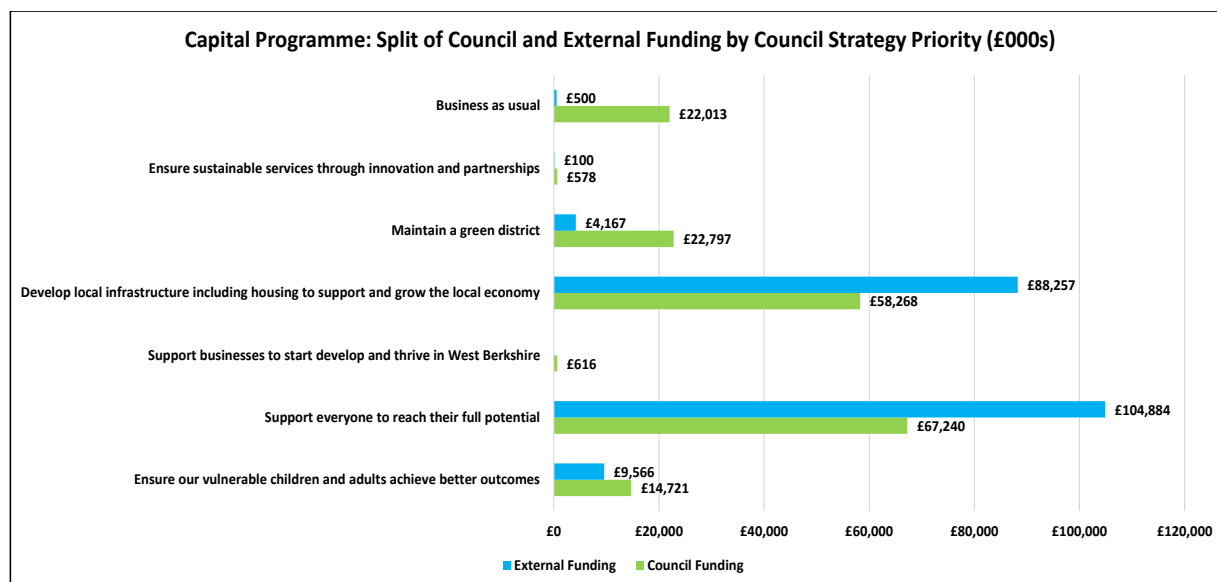 Capital Programme: Split of Council and External Funding by Council Strategy Priority (£000s)
Business as usual
£500
£22,013
Ensure sustainable services through innovation and partnerships
£100
£578
Maintain a green district
£4,167
£22,797
Develop local infrastructure including housing to support and grow the local economy
£88,257
£58,268
Support businesses to start develop and thrive in West Berkshire
£616
Support everyone to reach their full potential
£104,884
£67,240
Ensure our vulnerable children and adults achieve better outcomes
£9,566
£14,721
£0 £20,000 £40,000 £60,000 £80,000 £100,000 £120,000
External Funding Council Funding